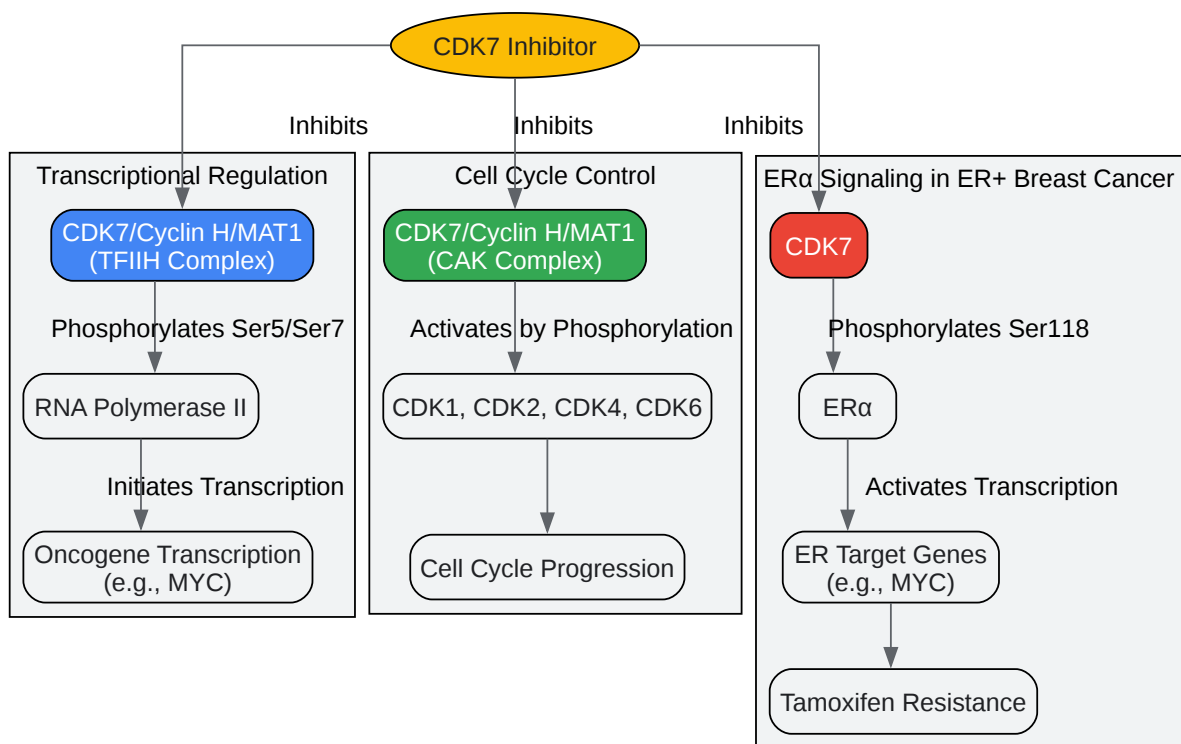 CDK7 Inhibitor
Inhibits
Inhibits
Inhibits
Transcriptional Regulation
CDK7/Cyclin H/MAT1
(TFIIH Complex)
Phosphorylates Ser5/Ser7
RNA Polymerase II
Initiates Transcription
Oncogene Transcription
(e.g., MYC)
Cell Cycle Control
CDK7/Cyclin H/MAT1
(CAK Complex)
Activates by Phosphorylation
CDK1, CDK2, CDK4, CDK6
Cell Cycle Progression
ERα Signaling in ER+ Breast Cancer
CDK7
Phosphorylates Ser118
ERα
Activates Transcription
ER Target Genes
(e.g., MYC)
Tamoxifen Resistance